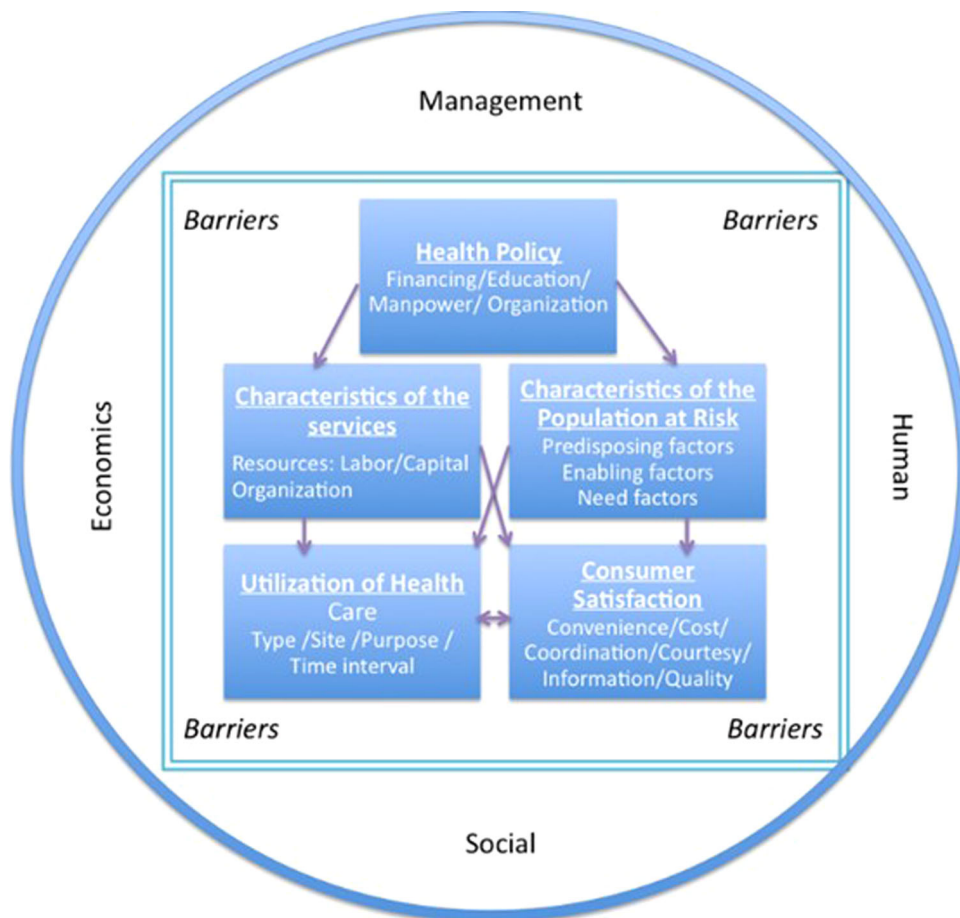 Management
Barriers
Barriers
Health Policy
Financing/Education/
Manpower/ Organization
Characteristics of the
services
Resources: Labor/Capital
Organization
Characteristics of the
Population at Risk
Predisposing factors
Enabling factors
Need factors
Economics
Human
Utilization of Health
Care
Type /Site /Purpose /
Time interval
Consumer
Satisfaction
Convenience/Cost/
Coordination/Courtesy/
Information/Quality
Barriers
Barriers
Social